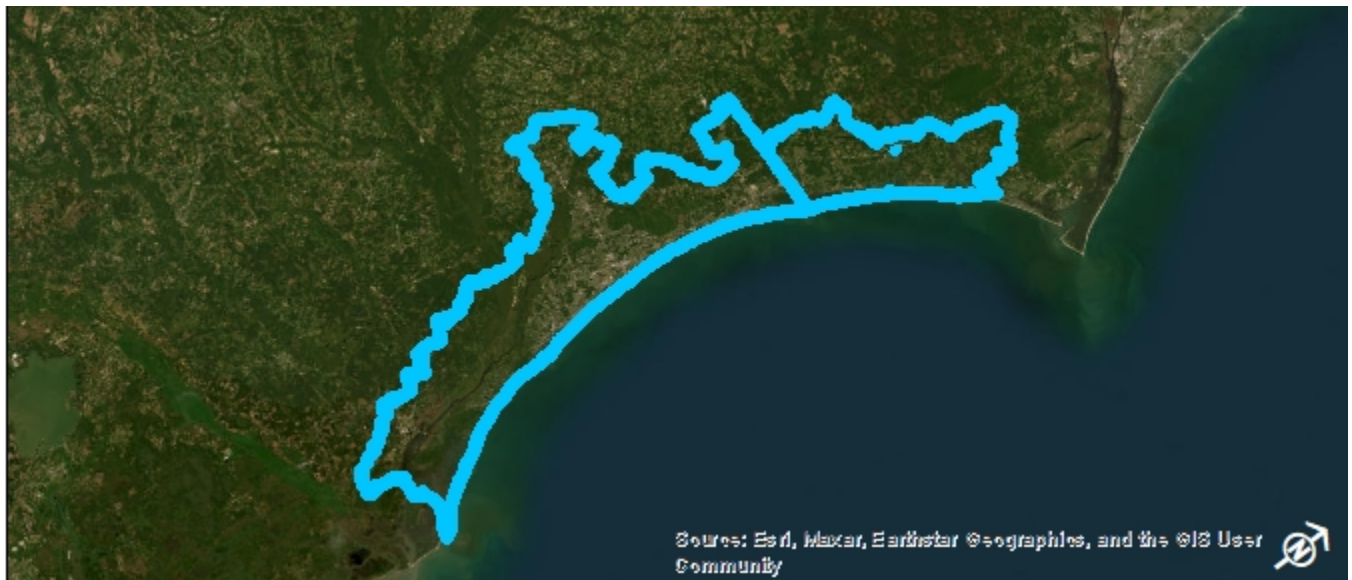 Source: Esri, Maxar, Earthstar Geographics, and the GIS User
Community
N